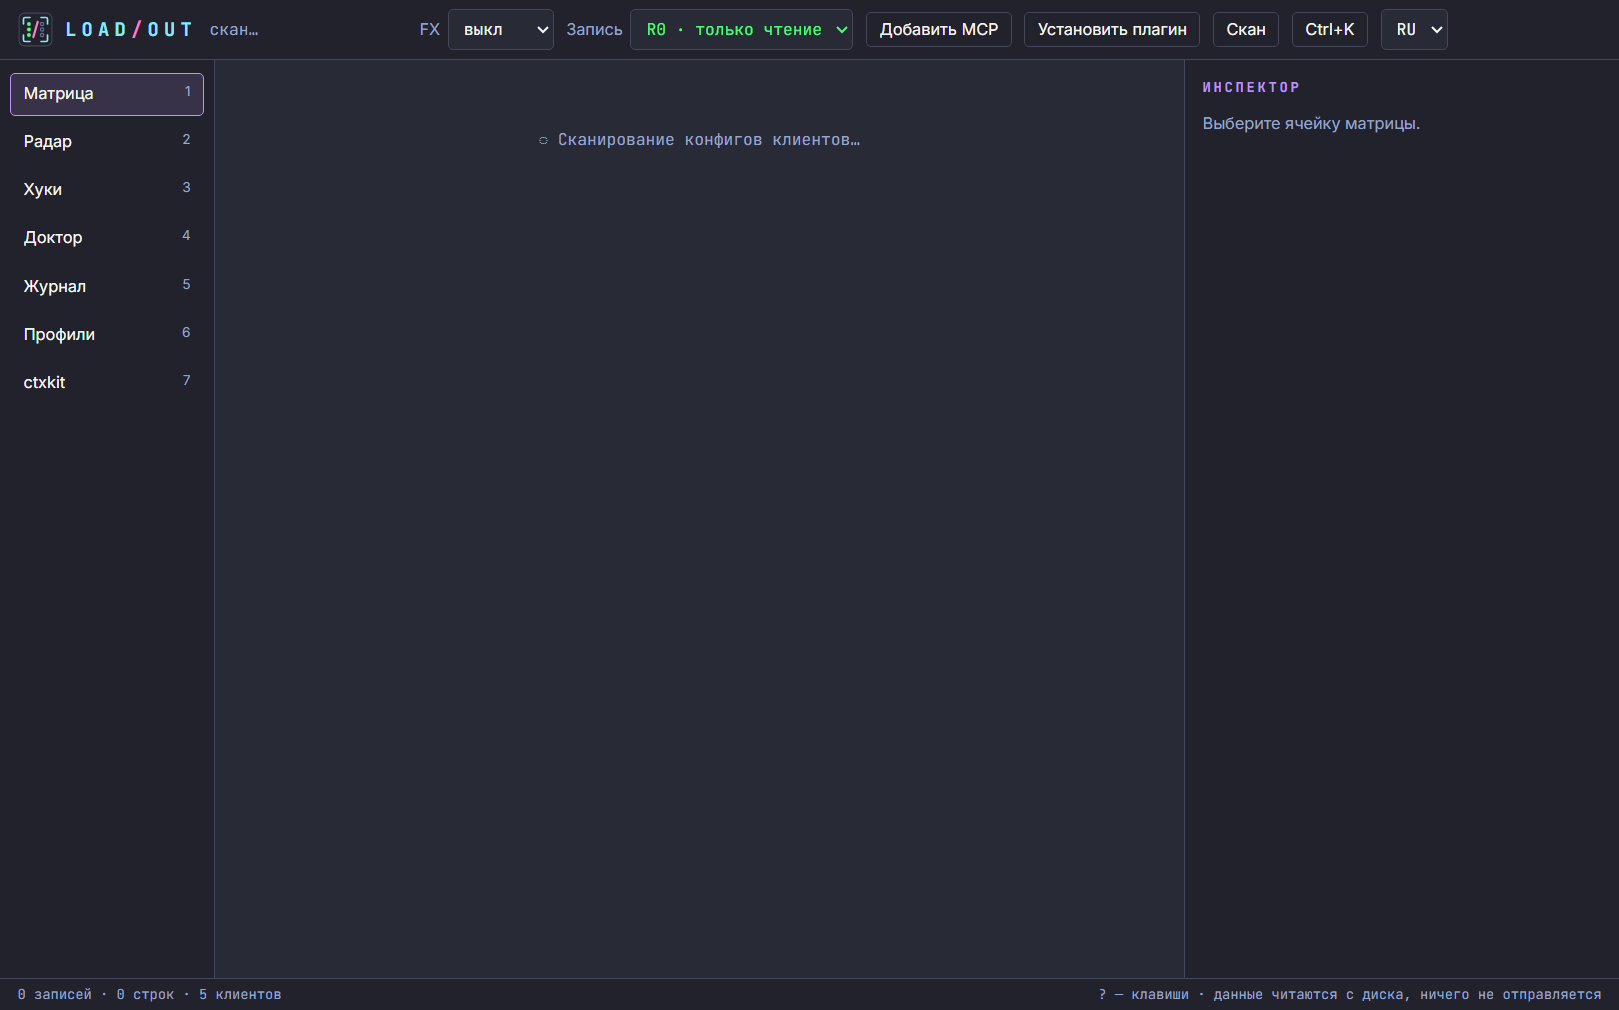 LOAD/OUT скан… FX выкл Запись R0 · только чтение Добавить MCP Установить плагин Скан Ctrl+K RU
Матрица 1
Радар 2
Хуки 3
Доктор 4
Журнал 5
Профили 6
ctxkit 7
Сканирование конфигов клиентов…
ИНСПЕКТОР
Выберите ячейку матрицы.
0 записей · 0 строк · 5 клиентов
? — клавиши · данные читаются с диска, ничего не отправляется